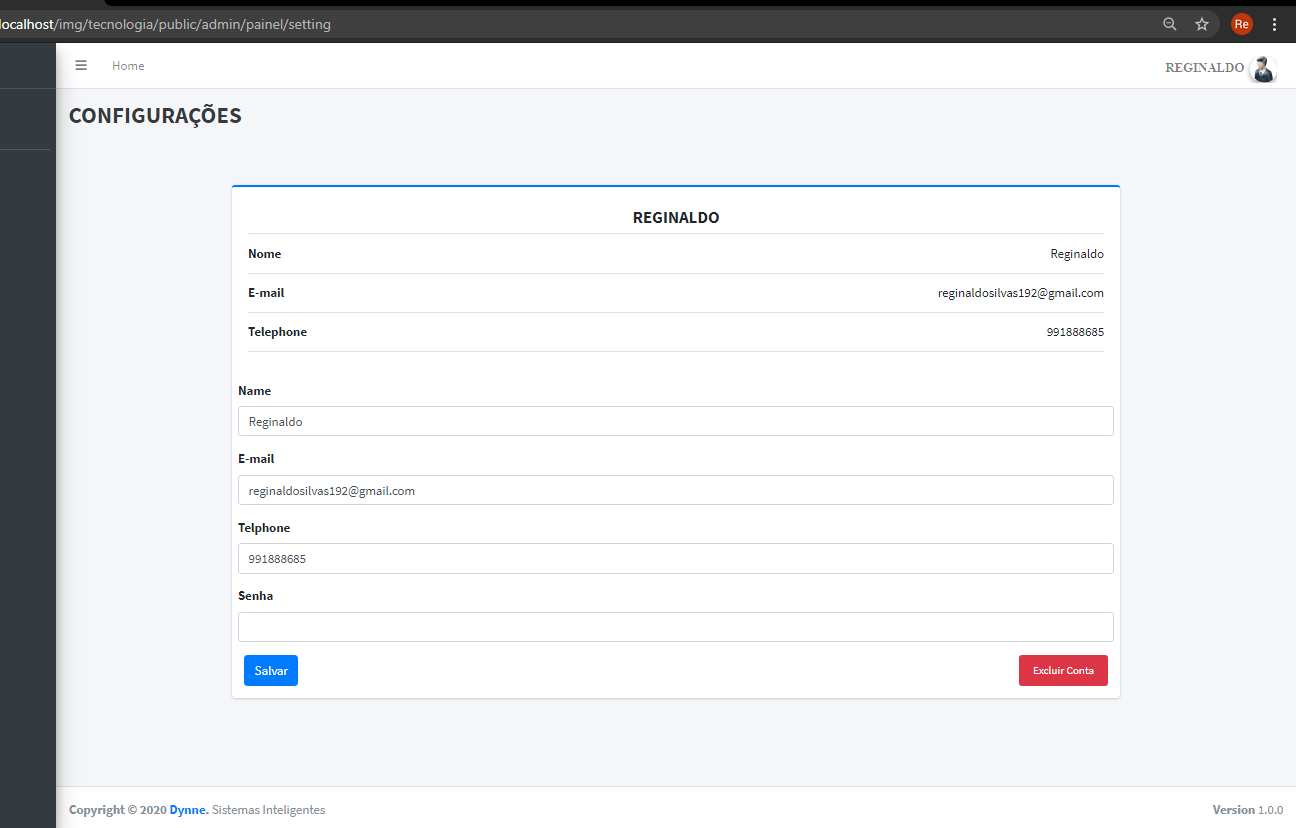 localhost/img/tecnologia/public/admin/painel/setting
Re
Home
REGINALDO
CONFIGURAÇÕES
REGINALDO
Nome Reginaldo
E-mail reginaldosilvas192@gmail.com
Telephone 991888685
Name
Reginaldo
E-mail
reginaldosilvas192@gmail.com
Telphone
991888685
Senha
Salvar Excluir Conta
Copyright © 2020 Dynne. Sistemas Inteligentes Version 1.0.0